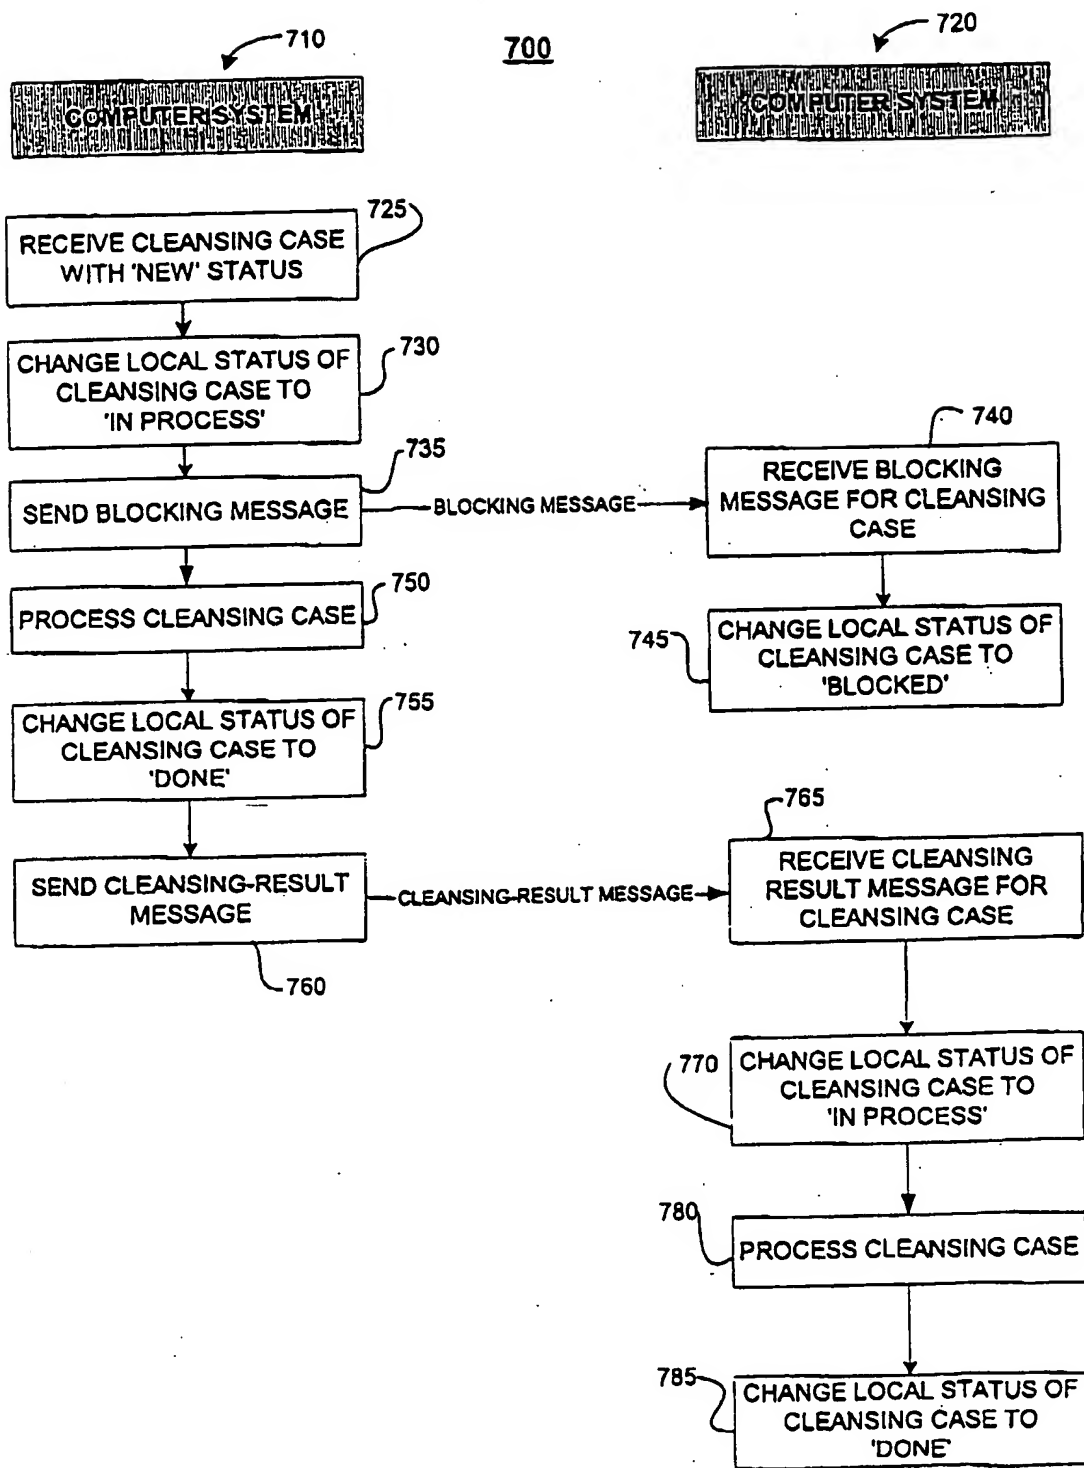 710
700
720
COMPUTER SYSTEM
COMPUTER SYSTEM
725
RECEIVE CLEANSING CASE
WITH 'NEW' STATUS
730
CHANGE LOCAL STATUS OF
CLEANSING CASE TO
'IN PROCESS'
735
SEND BLOCKING MESSAGE
BLOCKING MESSAGE
740
RECEIVE BLOCKING
MESSAGE FOR CLEANSING
CASE
750
PROCESS CLEANSING CASE
745
CHANGE LOCAL STATUS OF
CLEANSING CASE TO
'BLOCKED'
755
CHANGE LOCAL STATUS OF
CLEANSING CASE TO
'DONE'
765
SEND CLEANSING-RESULT
MESSAGE
760
CLEANSING-RESULT MESSAGE
RECEIVE CLEANSING
RESULT MESSAGE FOR
CLEANSING CASE
770
CHANGE LOCAL STATUS OF
CLEANSING CASE TO
'IN PROCESS'
780
PROCESS CLEANSING CASE
785
CHANGE LOCAL STATUS OF
CLEANSING CASE TO
'DONE'